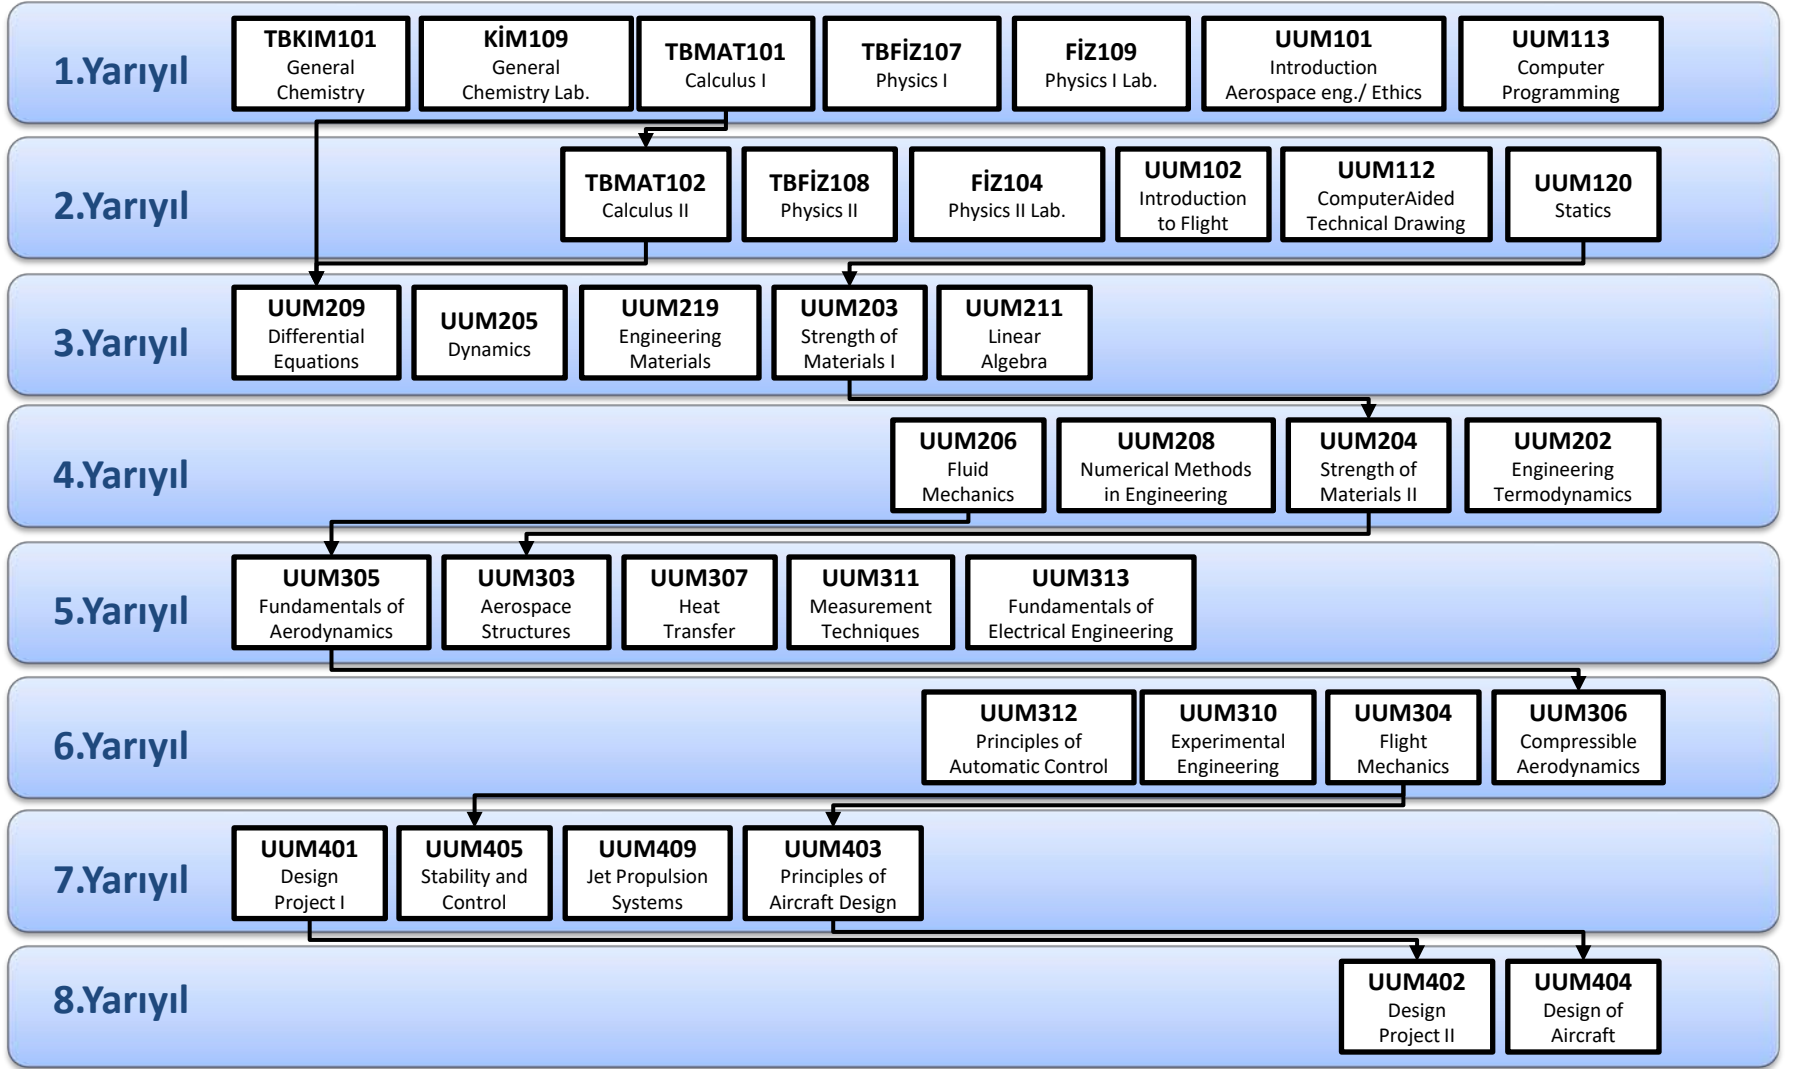 1.Yarıyıl
TBKIM101
General
Chemistry
KİM109
General
Chemistry Lab.
TBMAT101
Calculus I
TBFİZ107
Physics I
FİZ109
Physics I Lab.
UUM101
Introduction
Aerospace eng./ Ethics
UUM113
Computer
Programming
2.Yarıyıl
TBMAT102
Calculus II
TBFİZ108
Physics II
FİZ104
Physics II Lab.
UUM102
Introduction
to Flight
UUM112
ComputerAided
Technical Drawing
UUM120
Statics
3.Yarıyıl
UUM209
Differential
Equations
UUM205
Dynamics
UUM219
Engineering
Materials
UUM203
Strength of
Materials I
UUM211
Linear
Algebra
4.Yarıyıl
UUM206
Fluid
Mechanics
UUM208
Numerical Methods
in Engineering
UUM204
Strength of
Materials II
UUM202
Engineering
Termodynamics
5.Yarıyıl
UUM305
Fundamentals of
Aerodynamics
UUM303
Aerospace
Structures
UUM307
Heat
Transfer
UUM311
Measurement
Techniques
UUM313
Fundamentals of
Electrical Engineering
6.Yarıyıl
UUM312
Principles of
Automatic Control
UUM310
Experimental
Engineering
UUM304
Flight
Mechanics
UUM306
Compressible
Aerodynamics
7.Yarıyıl
UUM401
Design
Project I
UUM405
Stability and
Control
UUM409
Jet Propulsion
Systems
UUM403
Principles of
Aircraft Design
8.Yarıyıl
UUM402
Design
Project II
UUM404
Design of
Aircraft